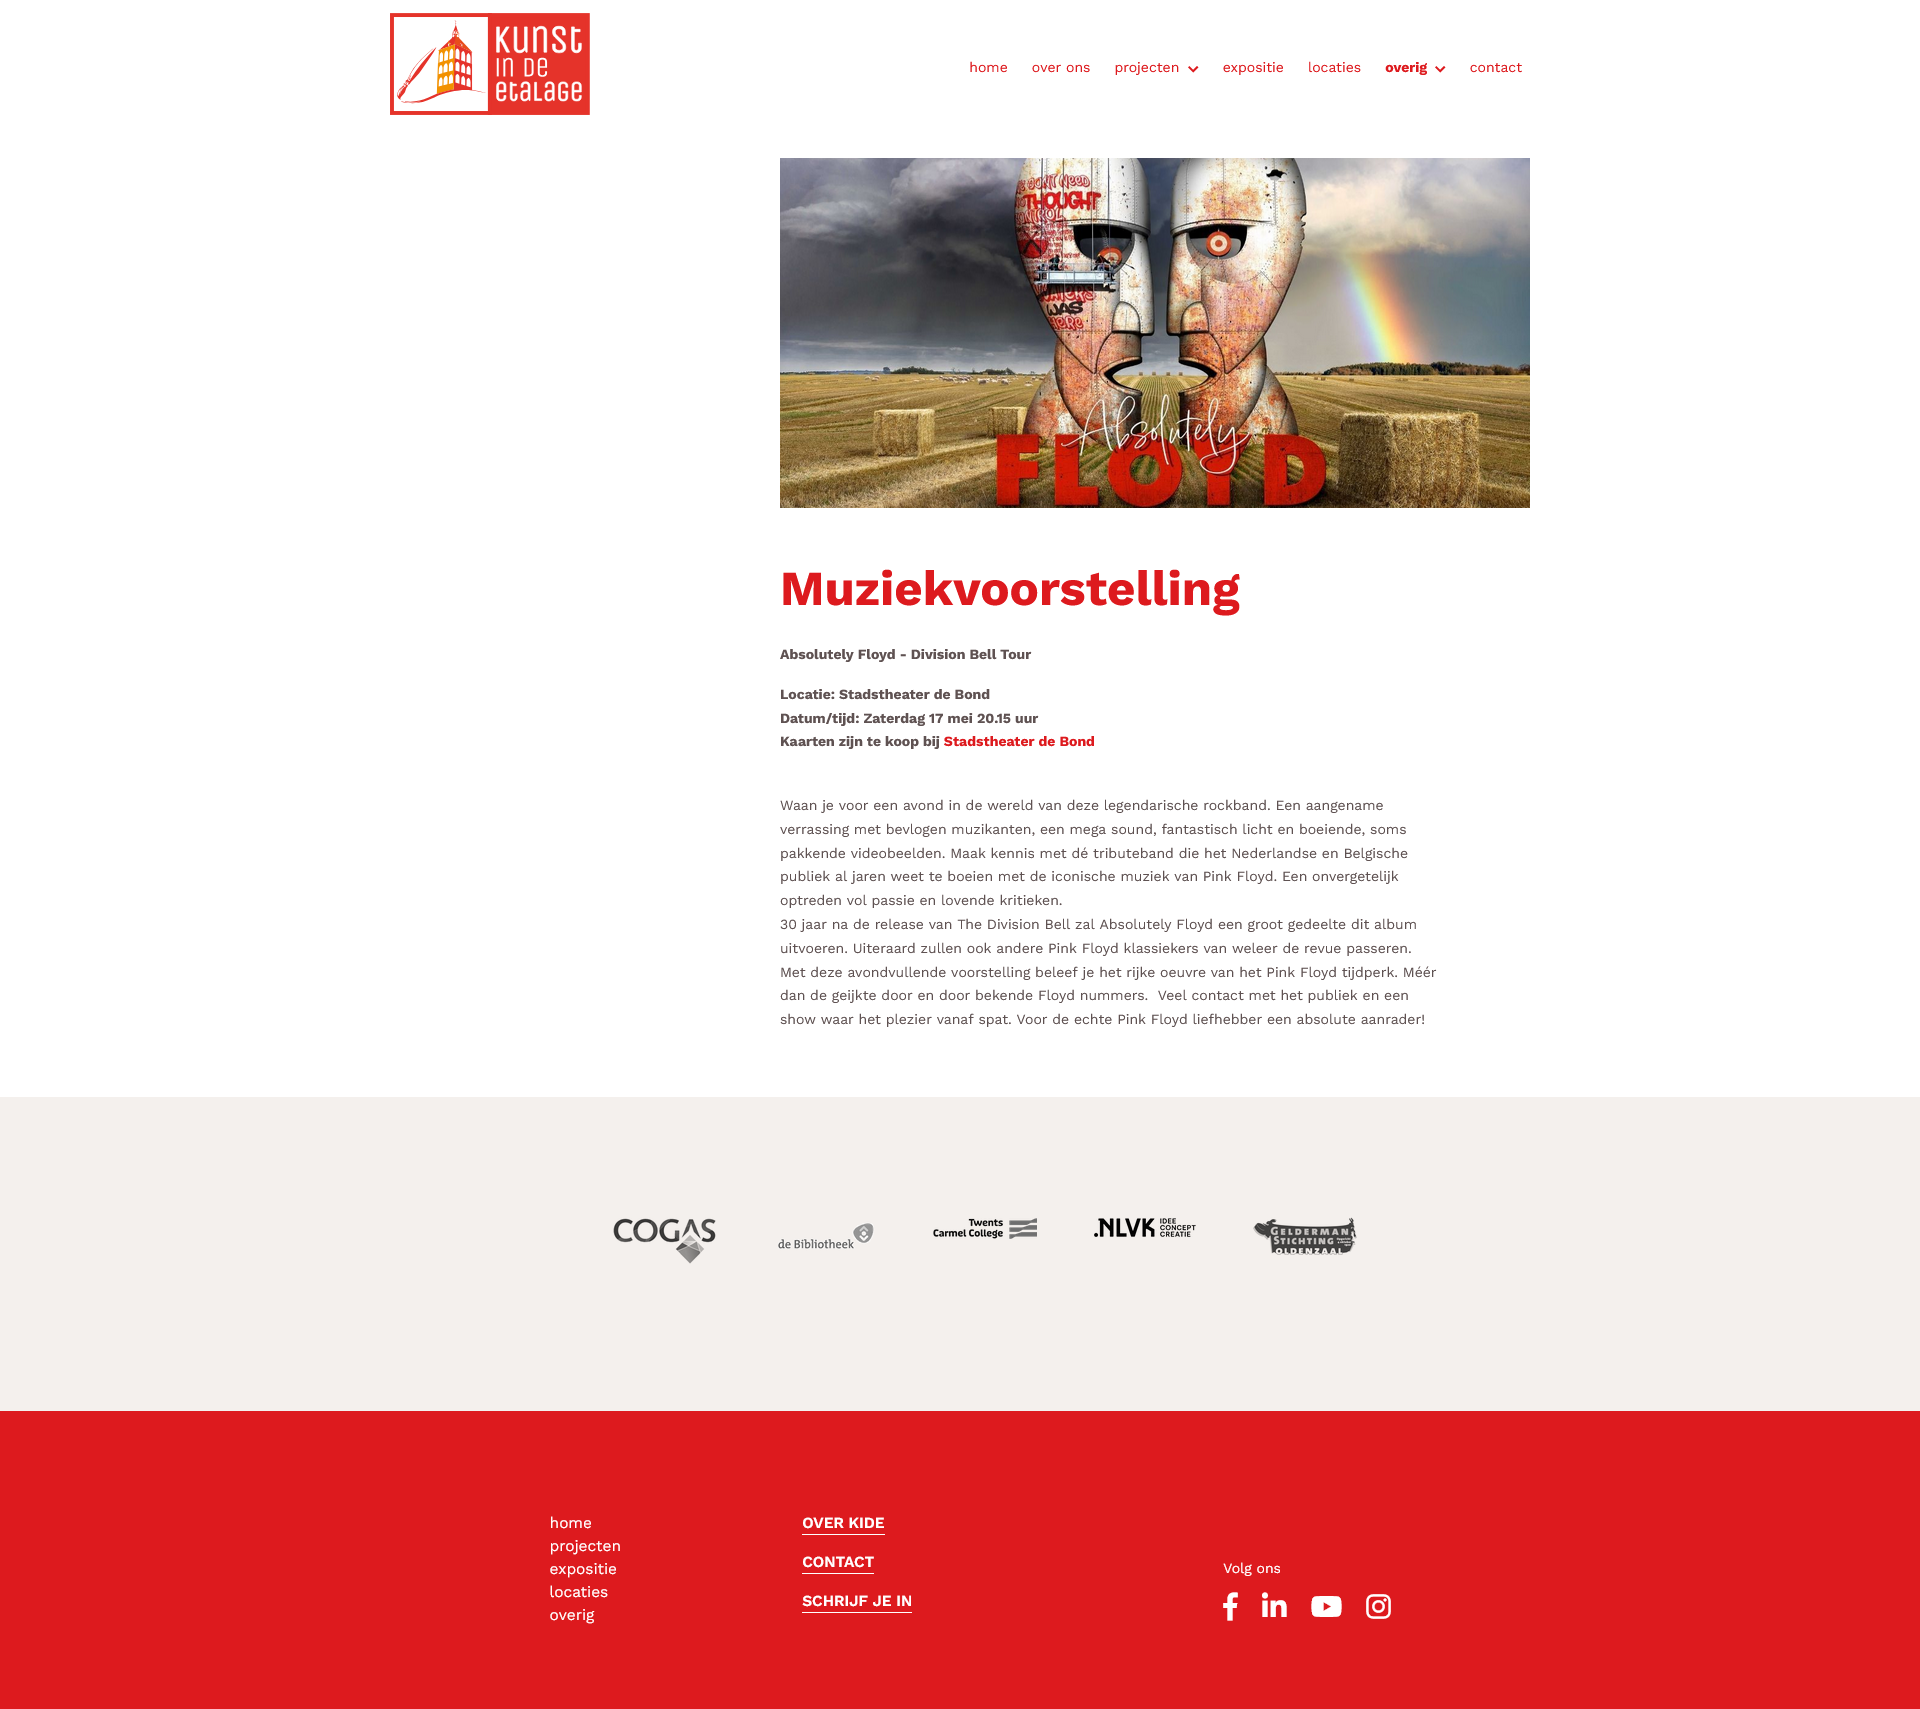 KUNST
IN DE
ETALAGE
home over ons projecten expositie locaties overig contact
THOUGHT
WAS
HERE
Absolutely
FLOYD
Muziekvoorstelling
Absolutely Floyd - Division Bell Tour
Locatie: Stadstheater de Bond
Datum/tijd: Zaterdag 17 mei 20.15 uur
Kaarten zijn te koop bij Stadstheater de Bond
Waan je voor een avond in de wereld van deze legendarische rockband. Een aangename
verrassing met bevlogen muzikanten, een mega sound, fantastisch licht en boeiende, soms
pakkende videobeelden. Maak kennis met dé tributeband die het Nederlandse en Belgische
publiek al jaren weet te boeien met de iconische muziek van Pink Floyd. Een onvergetelijk
optreden vol passie en lovende kritieken.
30 jaar na de release van The Division Bell zal Absolutely Floyd een groot gedeelte dit album
uitvoeren. Uiteraard zullen ook andere Pink Floyd klassiekers van weleer de revue passeren.
Met deze avondvullende voorstelling beleef je het rijke oeuvre van het Pink Floyd tijdperk. Méér
dan de geijkte door en door bekende Floyd nummers. Veel contact met het publiek en een
show waar het plezier vanaf spat. Voor de echte Pink Floyd liefhebber een absolute aanrader!
COGAS
de Bibliotheek
Twents
Carmel College
.NLVK IDEE
CONCEPT
CREATIE
GELDERMAN
STICHTING
OLDENZAAL
home
projecten
expositie
locaties
overig
OVER KIDE
CONTACT
SCHRIJF JE IN
Volg ons